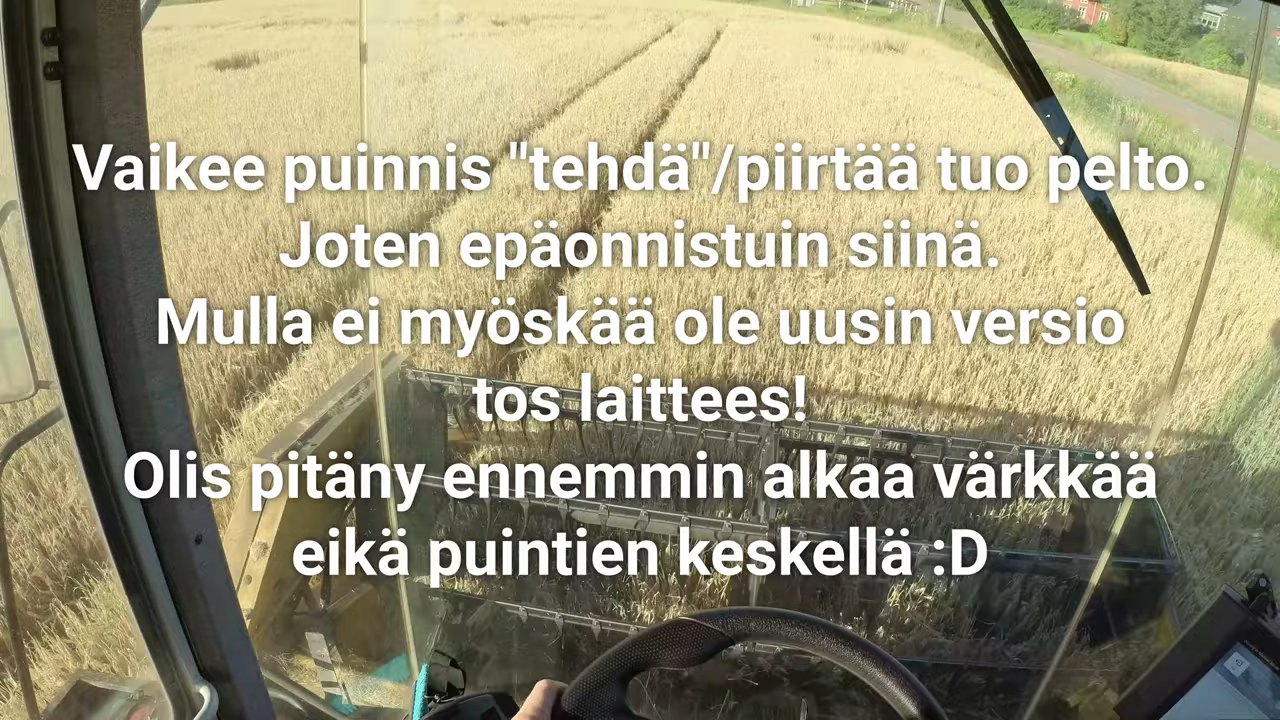 Vaikee puinnis "tehdä"/piirtää tuo pelto.
Joten epäonnistuin siinä.
Mulla ei myöskää ole uusin versio
tos laittees!
Olis pitäny ennemmin alkaa värkkää
eikä puintien keskellä :D